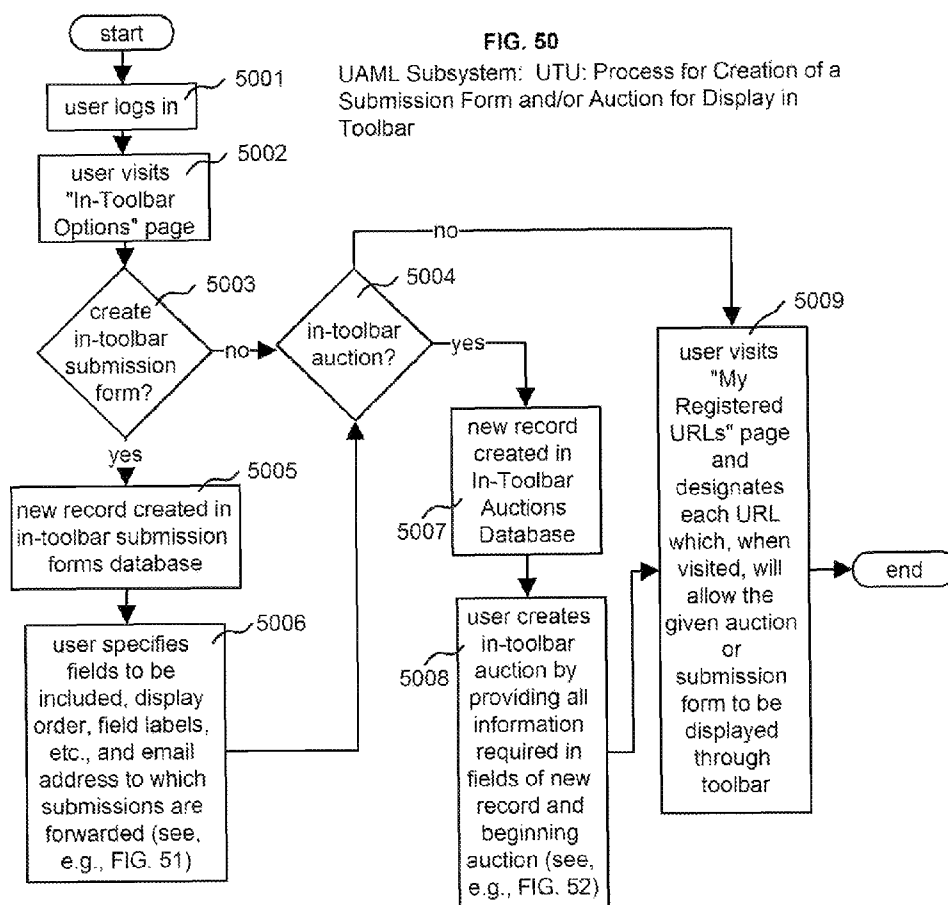 start
FIG. 50
UAML Subsystem: UTU: Process for Creation of a
Submission Form and/or Auction for Display in
Toolbar
5001
user logs in
5002
user visits
"In-Toolbar
Options" page
5003
create
in-toolbar
submission
form?
no
yes
5004
in-toolbar
auction?
no
yes
5005
new record created in
in-toolbar submission
forms database
5006
user specifies
fields to be
included, display
order, field labels,
etc., and email
address to which
submissions are
forwarded (see,
e.g., FIG. 51)
new record
created in
In-Toolbar
Auctions
Database
5007
user creates
in-toolbar
auction by
providing all
information
required in
fields of new
record and
beginning
auction (see,
e.g., FIG. 52)
5008
5009
user visits
"My
Registered
URLs" page
and
designates
each URL
which, when
visited, will
allow the
given auction
or
submission
form to be
displayed
through
toolbar
end